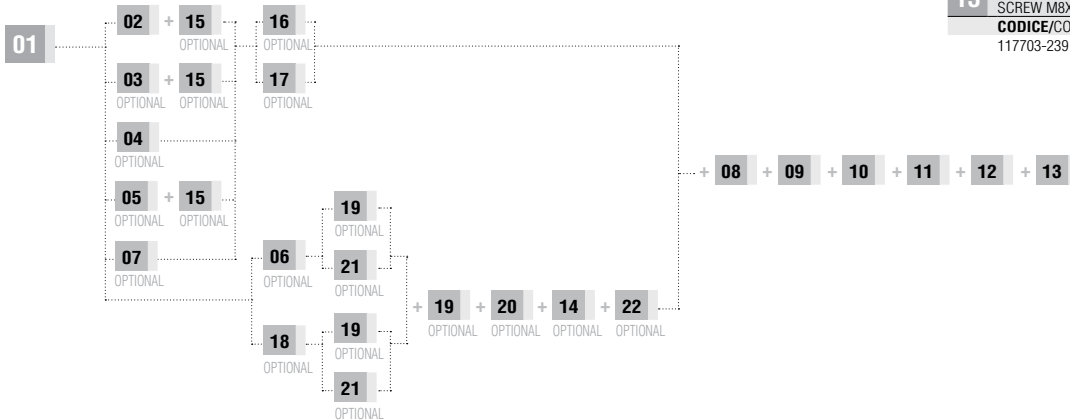 13
SCREW M8X
CODICE/CO
117703-239
01
02 + 15
OPTIONAL
16
OPTIONAL
03 + 15
OPTIONAL OPTIONAL
17
OPTIONAL
04
OPTIONAL
05 + 15
OPTIONAL OPTIONAL
07
OPTIONAL
06
OPTIONAL
19
OPTIONAL
21
OPTIONAL
18
OPTIONAL
19
OPTIONAL
21
OPTIONAL
+ 19 + 20 + 14 + 22
OPTIONAL OPTIONAL OPTIONAL OPTIONAL
+ 08 + 09 + 10 + 11 + 12 + 13